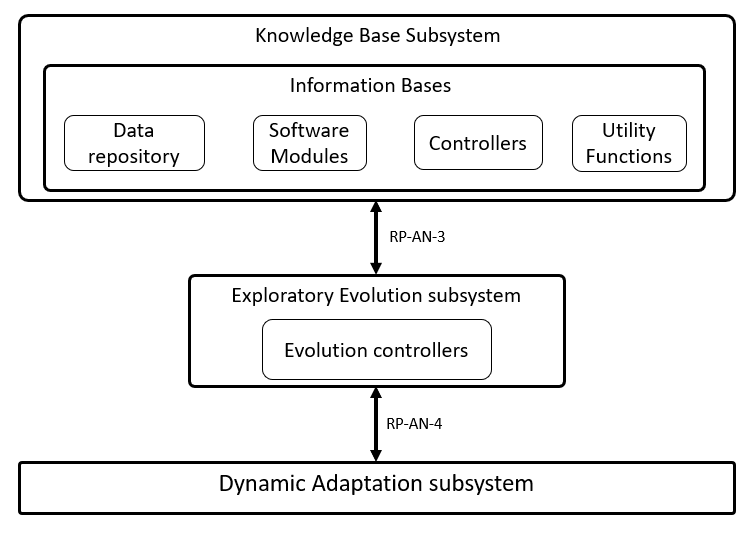 Knowledge Base Subsystem
Information Bases
Data
repository
Software
Modules
Controllers
Utility
Functions
RP-AN-3
Exploratory Evolution subsystem
Evolution controllers
RP-AN-4
Dynamic Adaptation subsystem